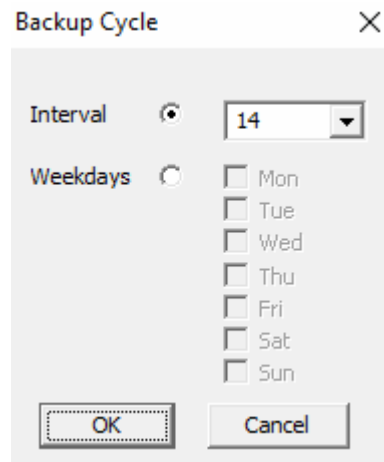 Backup Cycle
Interval 14
Weekdays Mon
Tue
Wed
Thu
Fri
Sat
Sun
OK Cancel